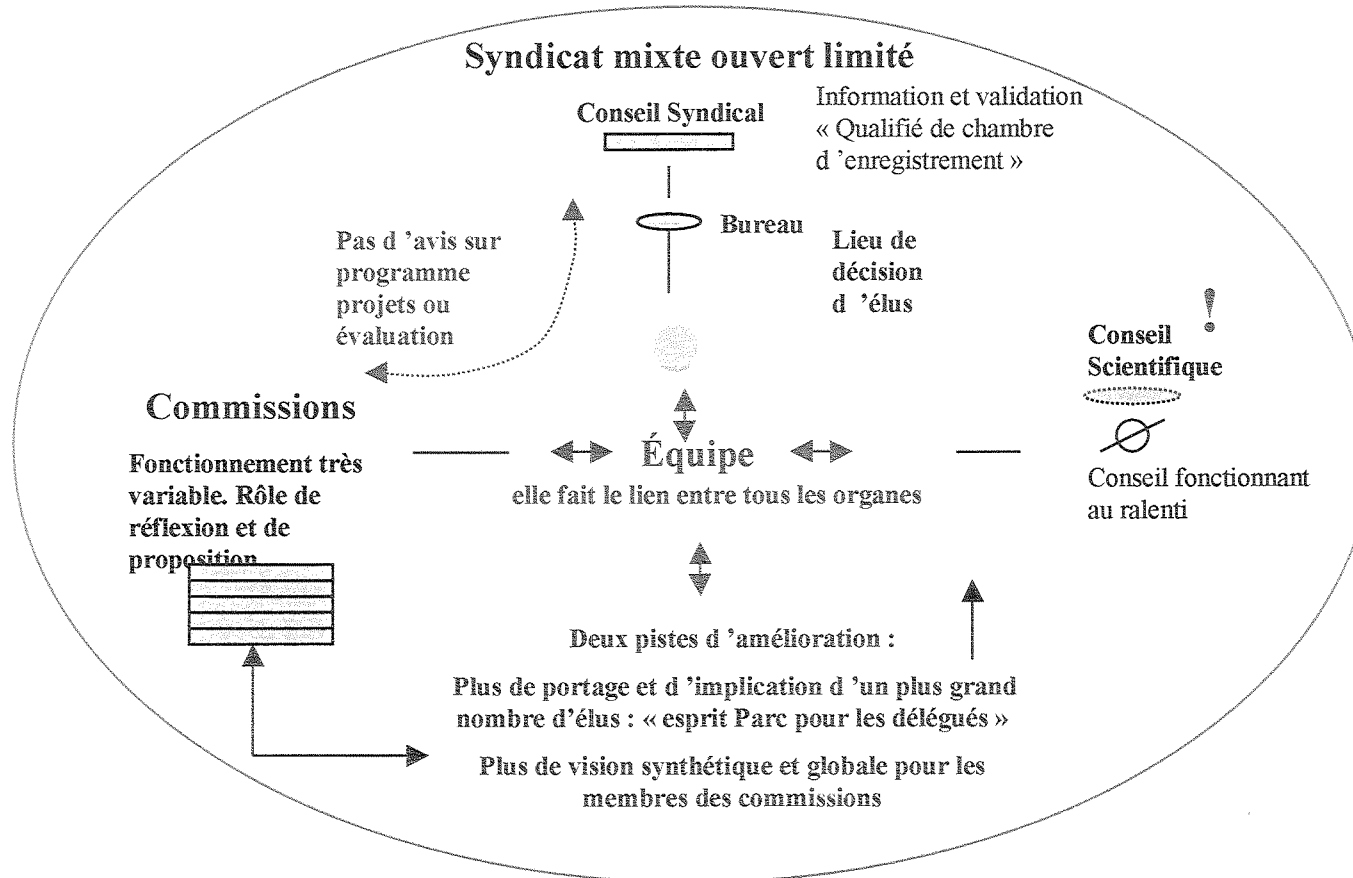 Syndicat mixte ouvert limité
Conseil Syndical
Information et validation
« Qualifié de chambre
d 'enregistrement »
Bureau
Lieu de
décision
d 'élus
Pas d 'avis sur
programme
projets ou
évaluation
!
Conseil
Scientifique
Conseil fonctionnant
au ralenti
Commissions
Fonctionnement très
variable. Rôle de
réflexion et de
proposition
Équipe
elle fait le lien entre tous les organes
Deux pistes d 'amélioration :
Plus de portage et d 'implication d 'un plus grand
nombre d'élus : « esprit Parc pour les délégués »
Plus de vision synthétique et globale pour les
membres des commissions